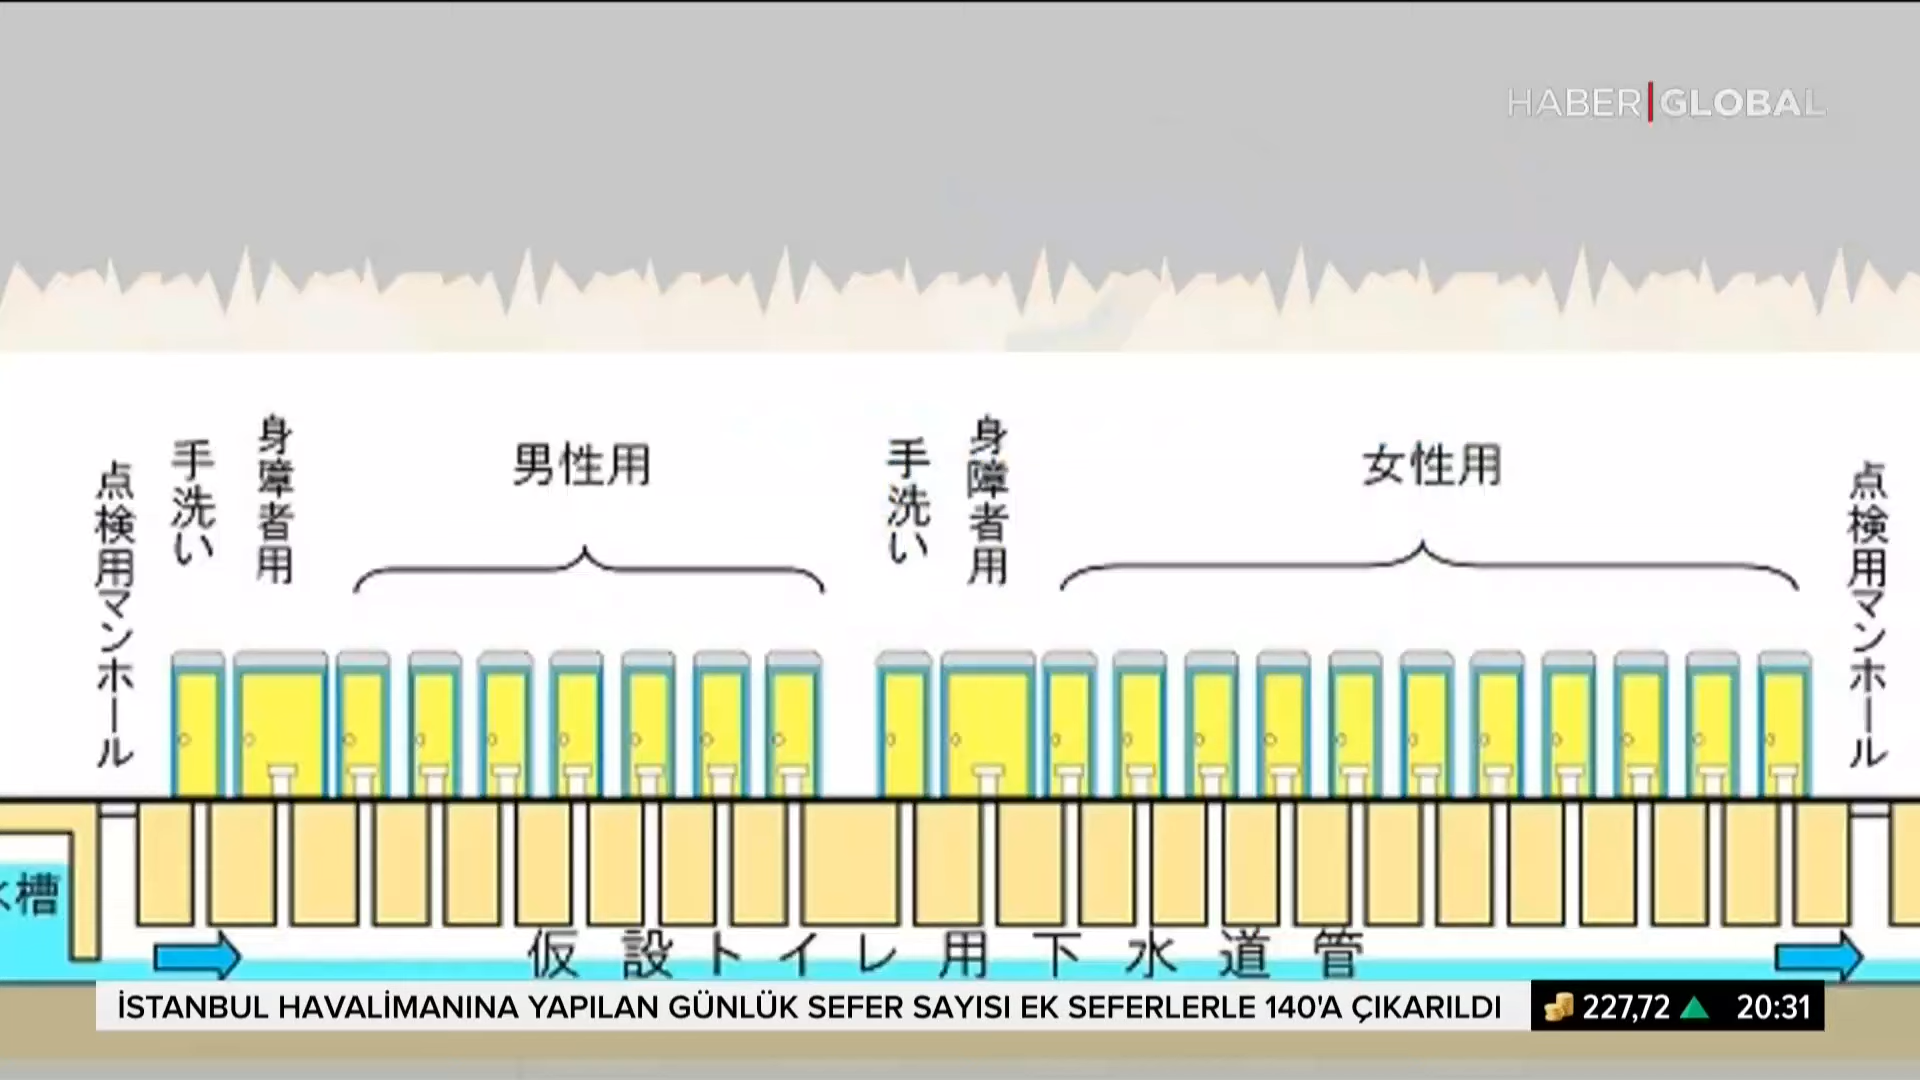 HABER|GLOBAL
点検用マンホール
手洗い
身障者用
男性用
手洗い
身障者用
女性用
点検用マンホール
水槽
仮設トイレ用下水道管
İSTANBUL HAVALİMANINA YAPILAN GÜNLÜK SEFER SAYISI EK SEFERLERLE 140'A ÇIKARILDI
227,72 ▲ 20:31